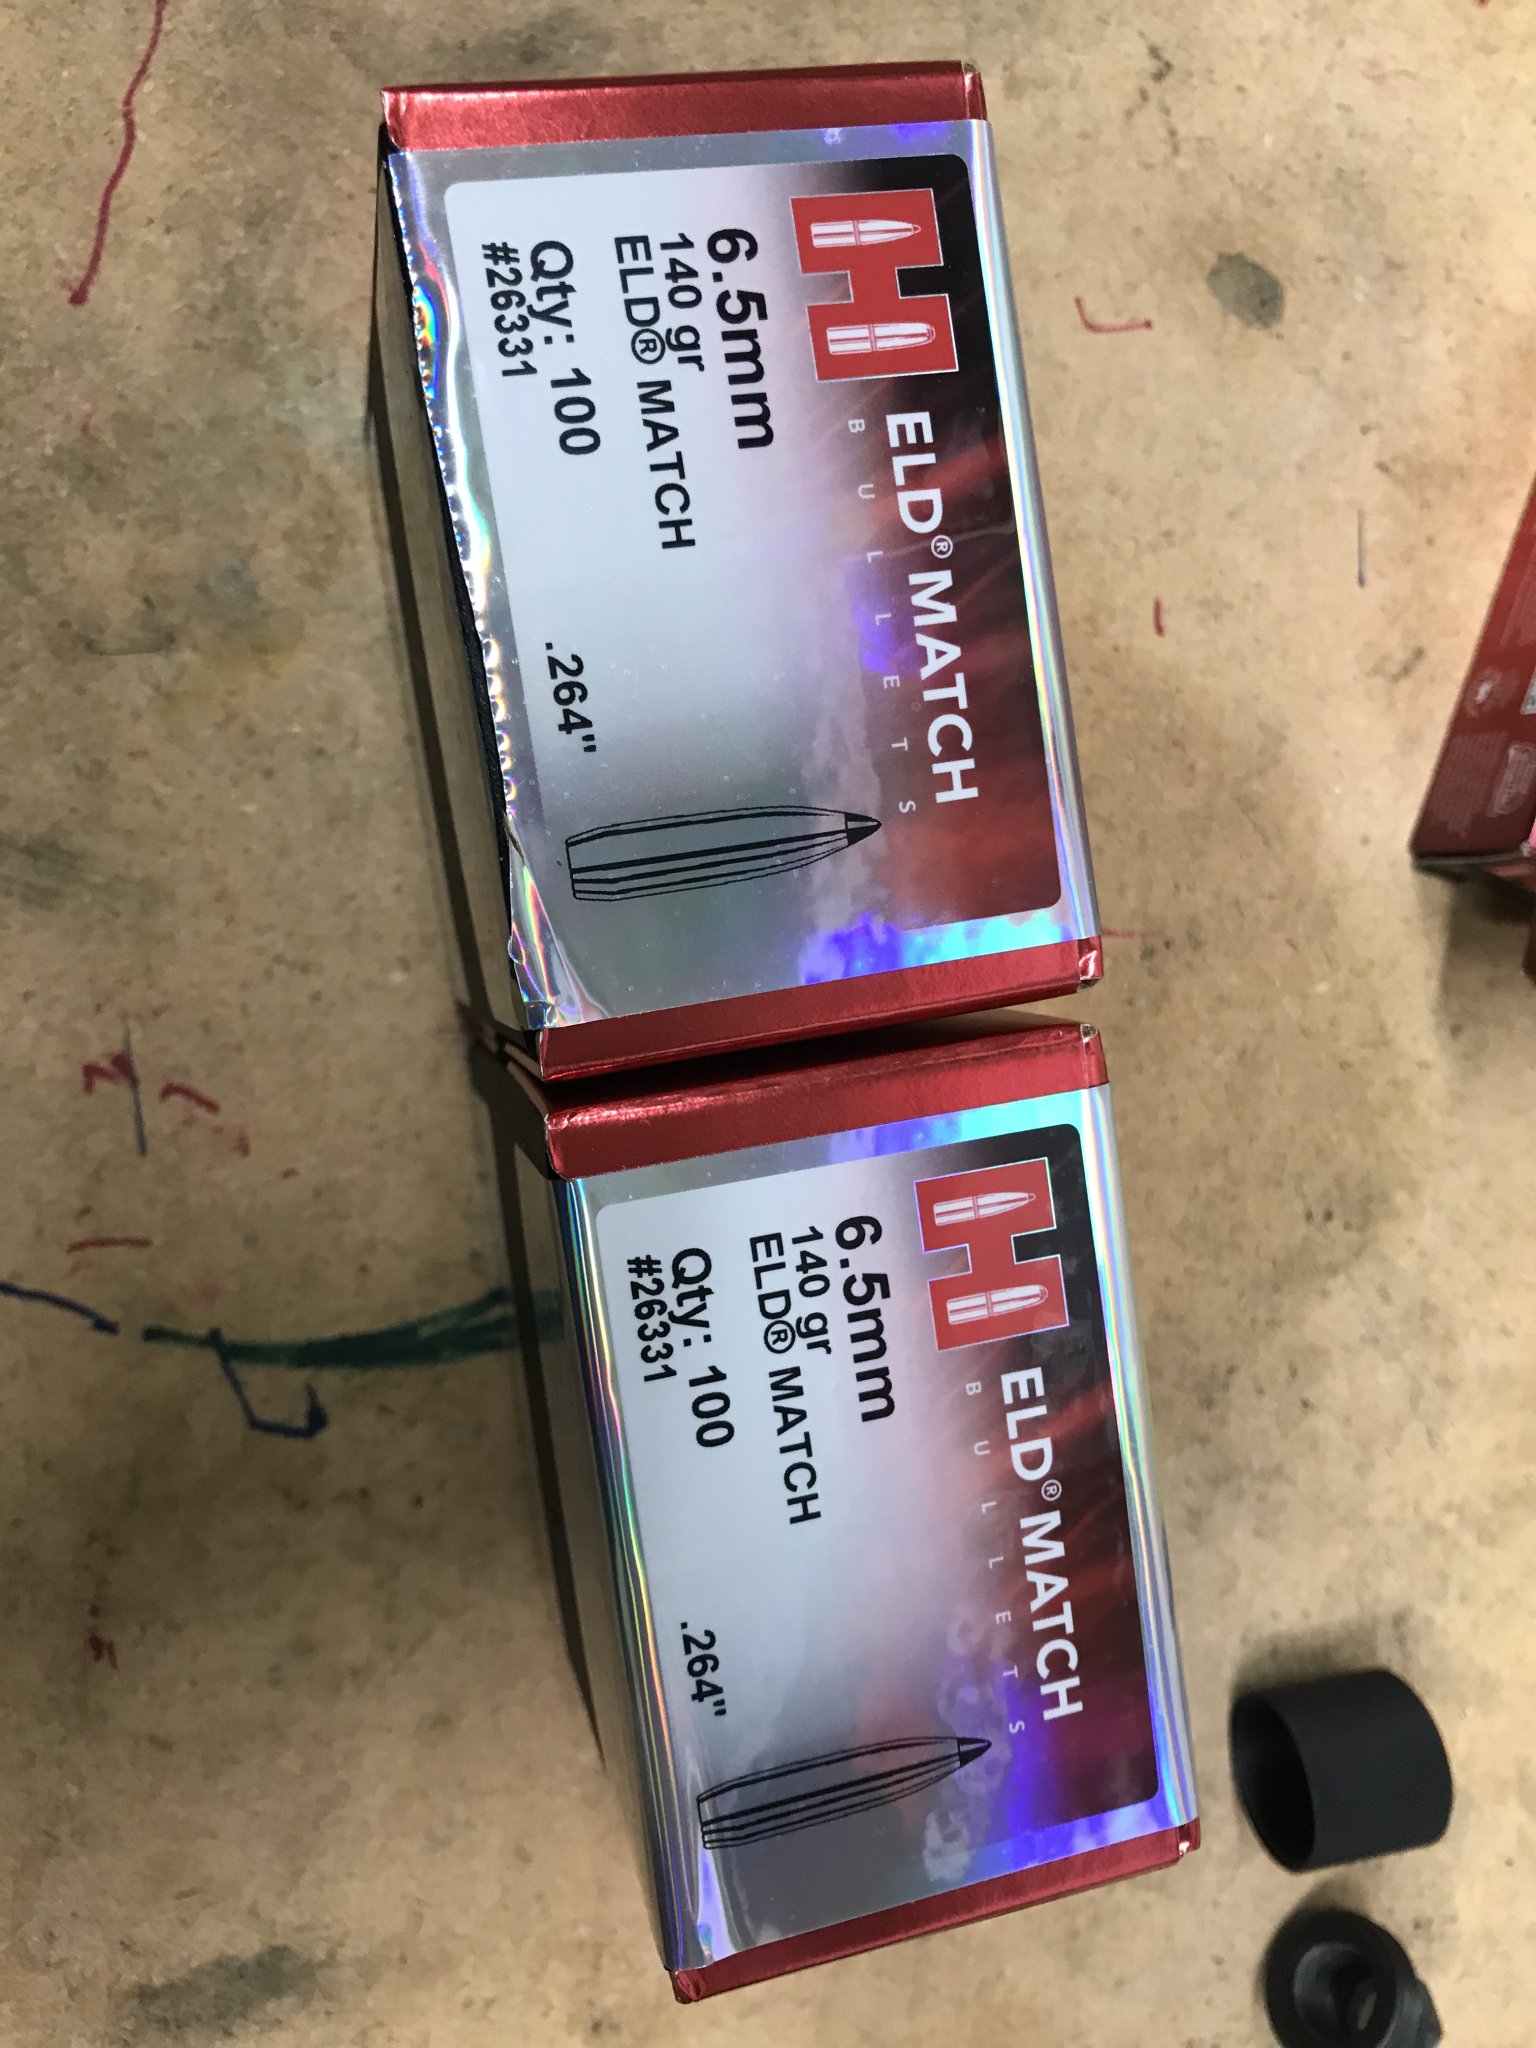 ELD® MATCH
BULLETS
6.5mm
140 gr
ELD® MATCH
Qty: 100
#26331
.264"
ELD® MATCH
BULLETS
6.5mm
140 gr
ELD® MATCH
Qty: 100
#26331
.264"